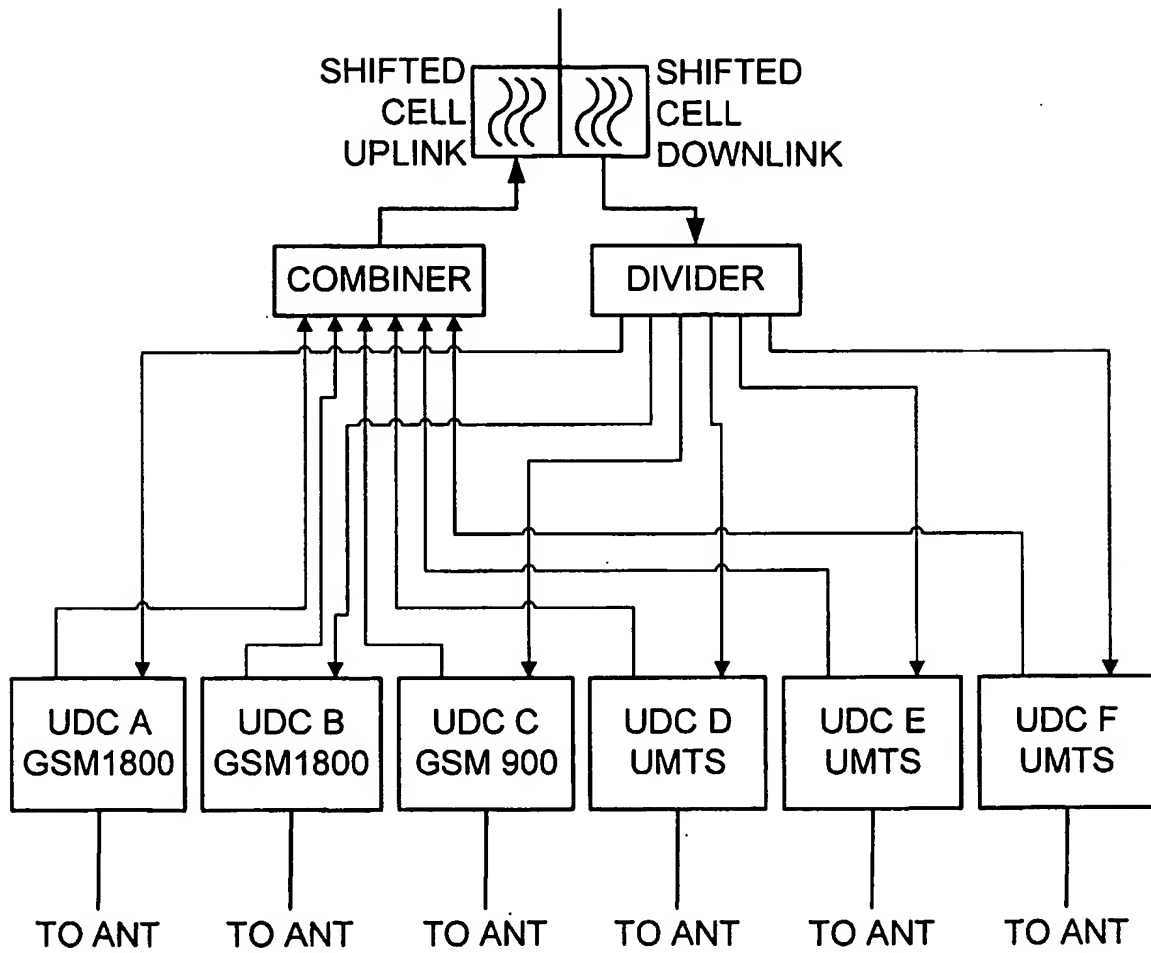 SHIFTED
CELL
UPLINK
SHIFTED
CELL
DOWNLINK
COMBINER
DIVIDER
UDC A
GSM1800
UDC B
GSM1800
UDC C
GSM 900
UDC D
UMTS
UDC E
UMTS
UDC F
UMTS
TO ANT
TO ANT
TO ANT
TO ANT
TO ANT
TO ANT